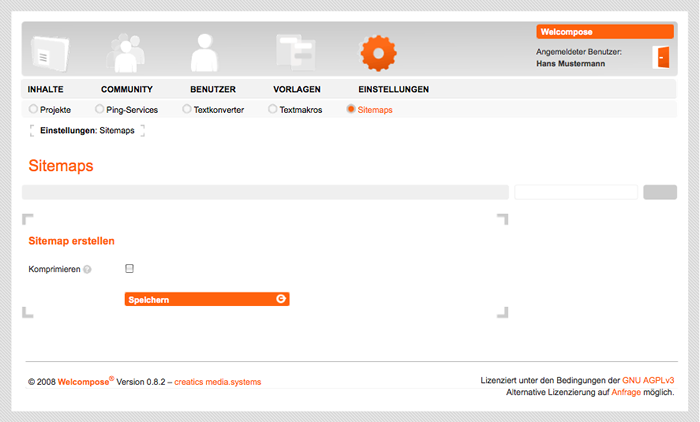 Welcompose
Angemeldeter Benutzer:
Hans Mustermann
INHALTE COMMUNITY BENUTZER VORLAGEN EINSTELLUNGEN
Projekte Ping-Services Textkonverter Textmakros Sitemaps
Einstellungen: Sitemaps
Sitemaps
Sitemap erstellen
Komprimieren ?
Speichern
© 2008 Welcompose® Version 0.8.2 – creatics media.systems
Lizenziert unter den Bedingungen der GNU AGPLv3
Alternative Lizenzierung auf Anfrage möglich.